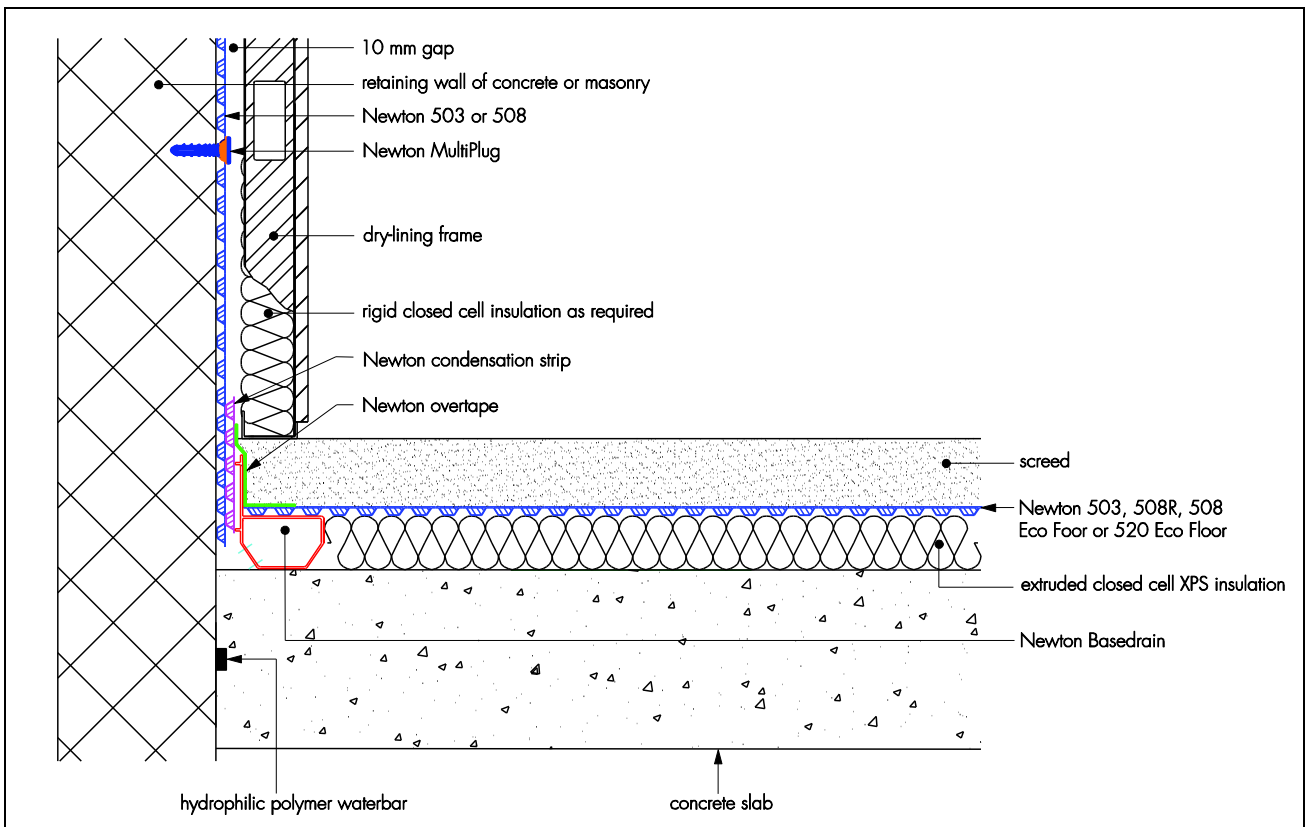 10 mm gap
retaining wall of concrete or masonry
Newton 503 or 508
Newton MultiPlug
dry-lining frame
rigid closed cell insulation as required
Newton condensation strip
Newton overtape
screed
Newton 503, 508R, 508
Eco Foor or 520 Eco Floor
extruded closed cell XPS insulation
Newton Basedrain
hydrophilic polymer waterbar
concrete slab